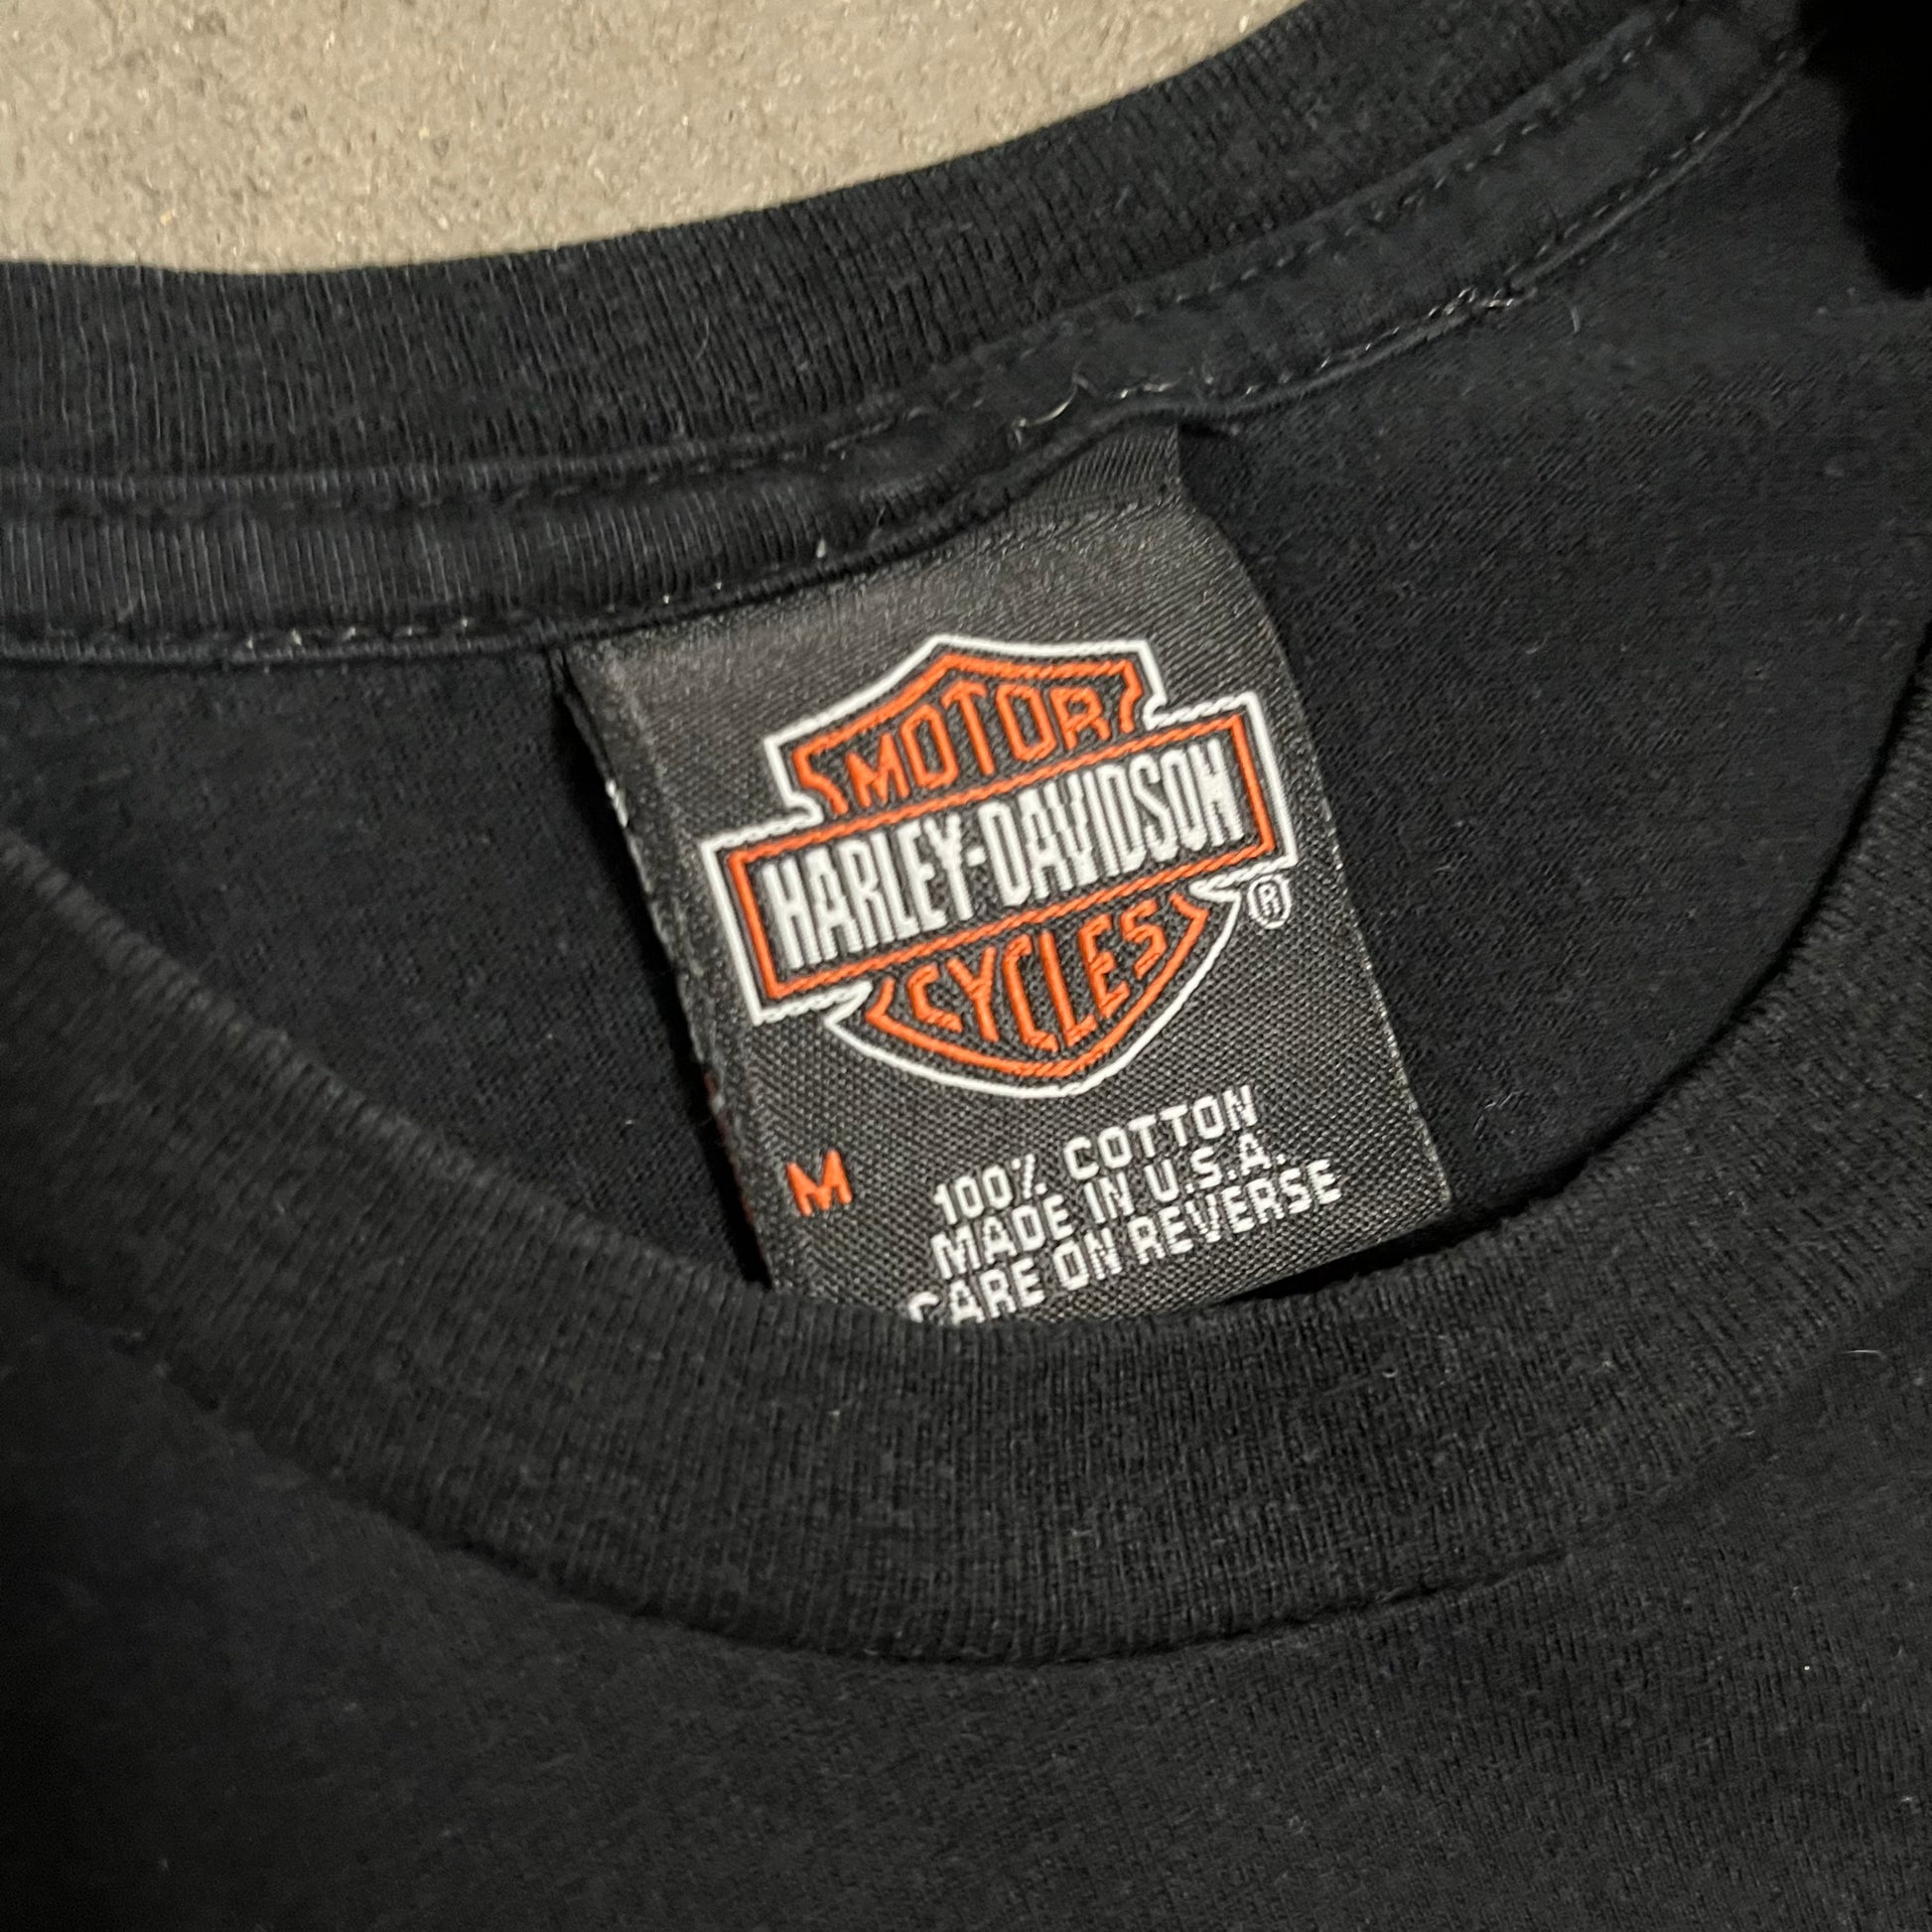 MOTOR
HARLEY-DAVIDSON
CYCLES
®
M
100% COTTON
MADE IN U.S.A.
CARE ON REVERSE